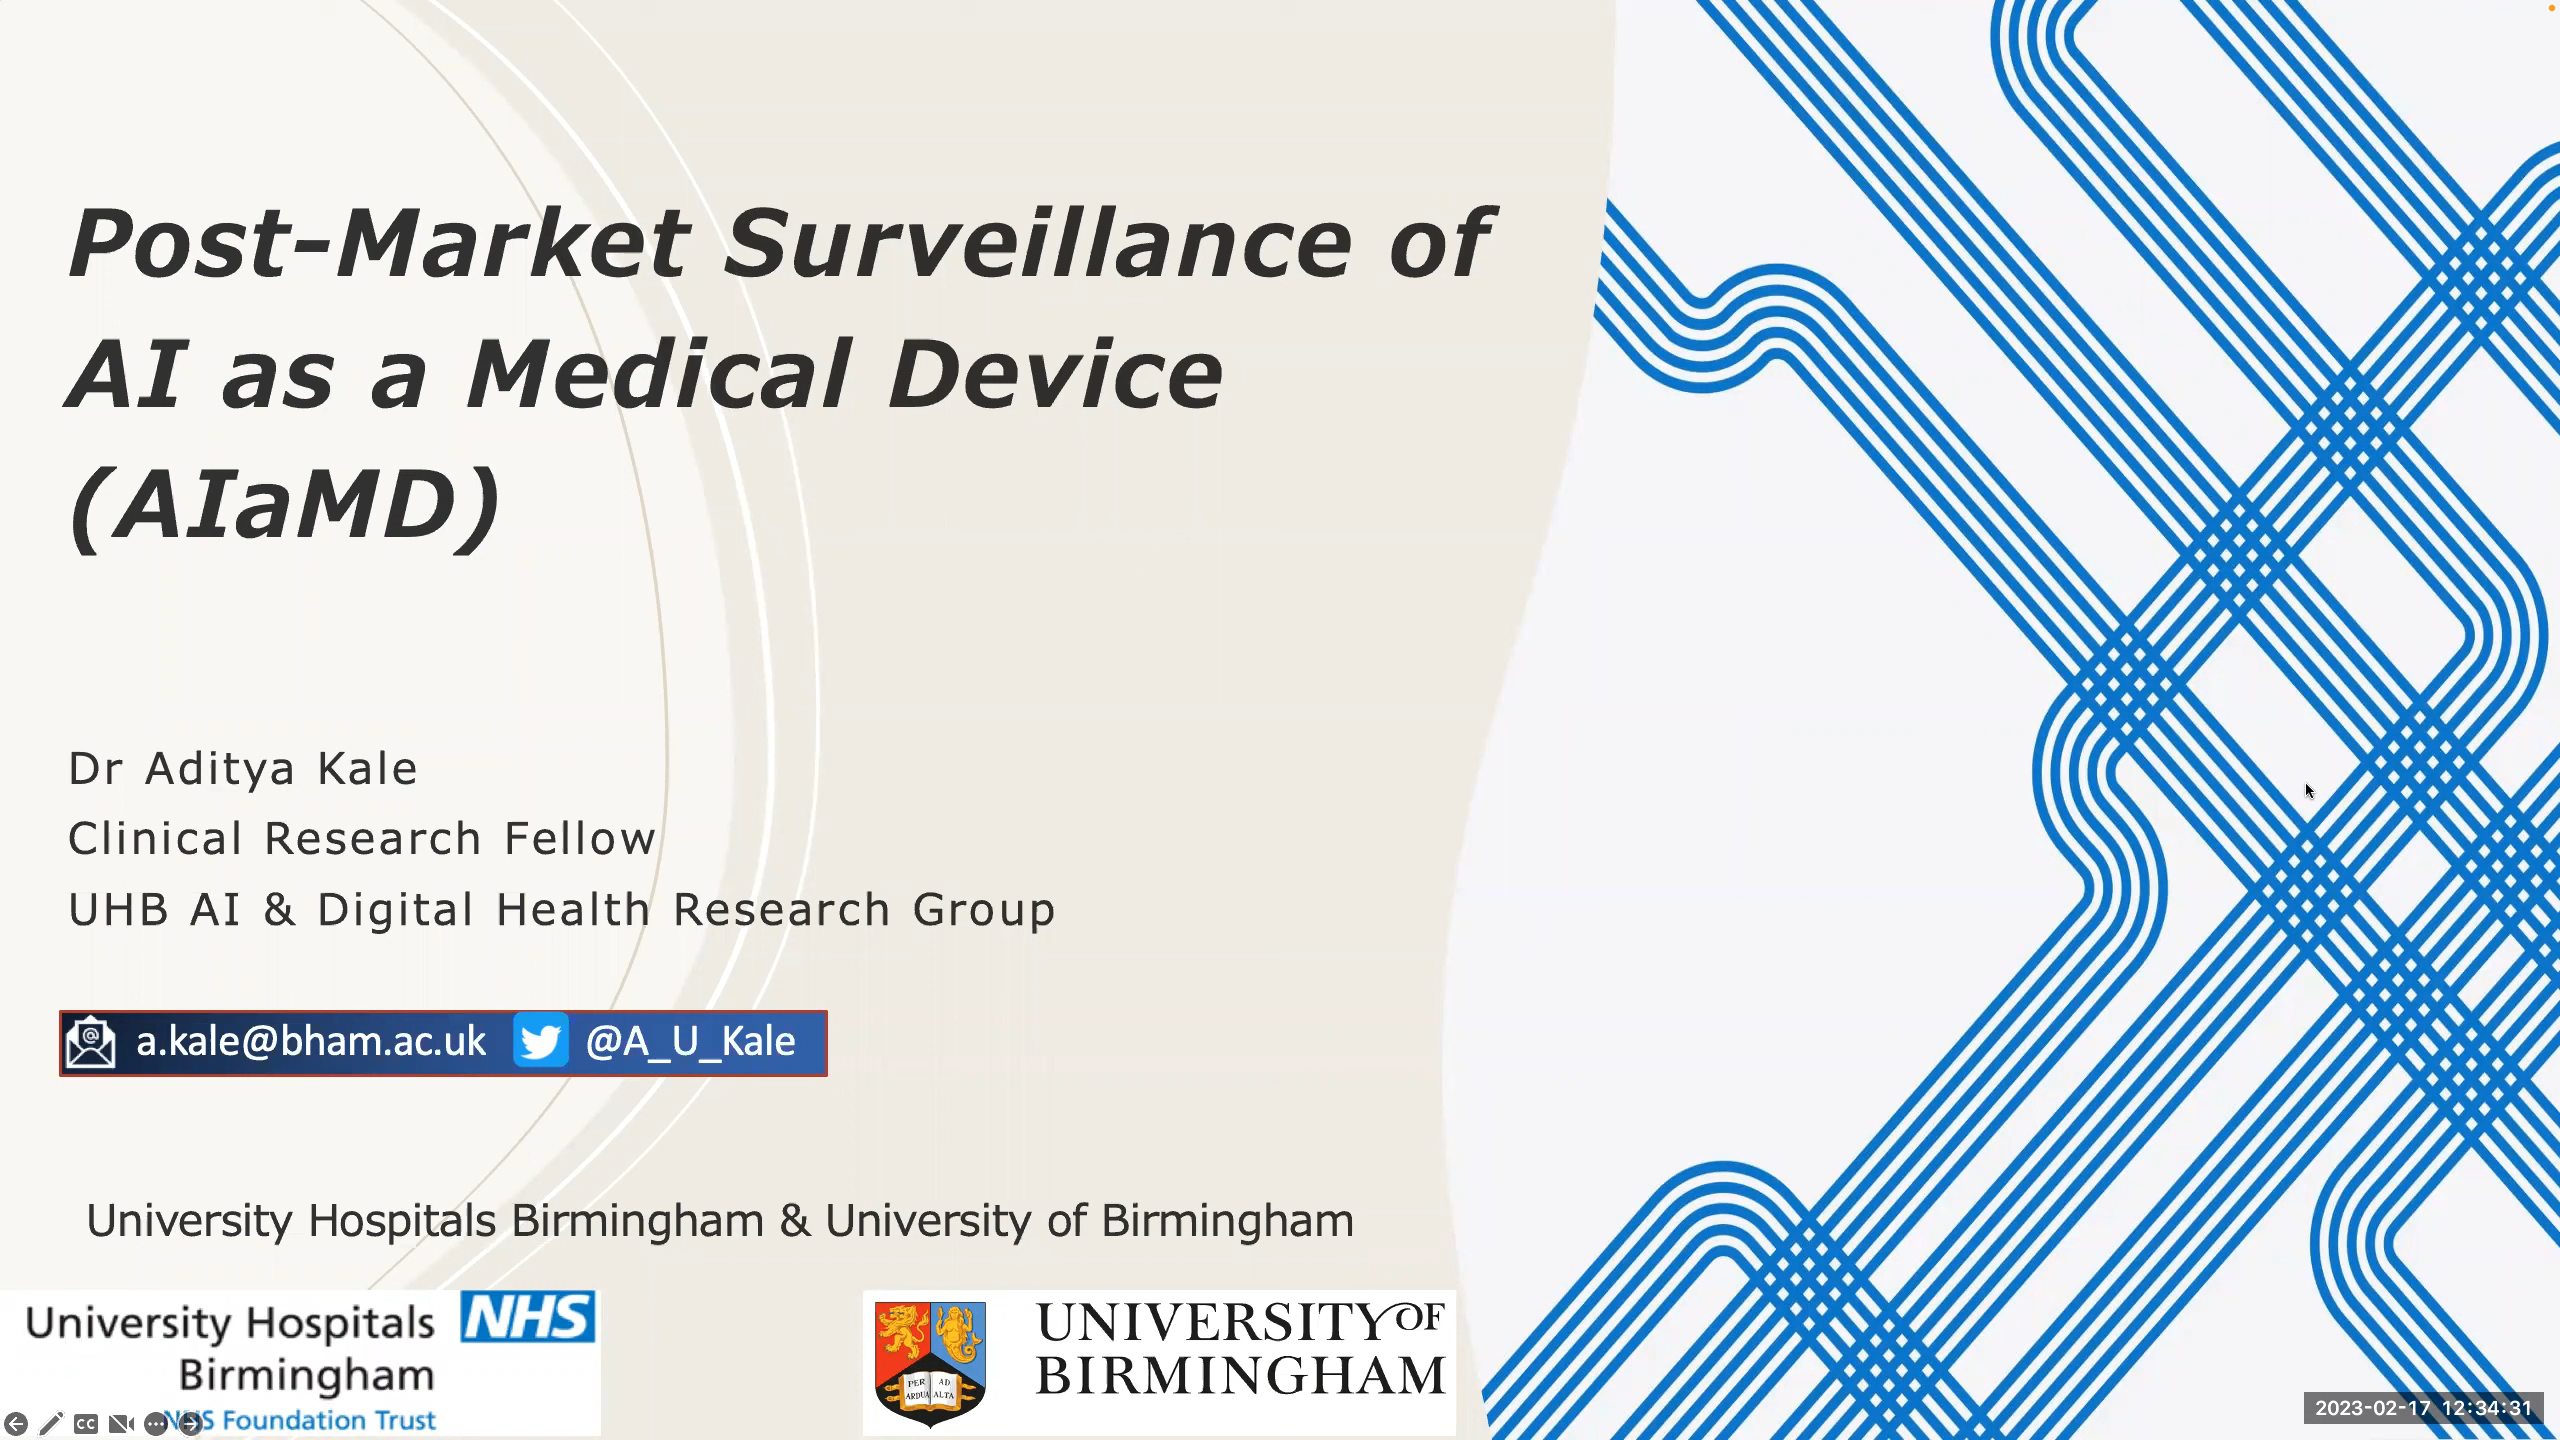 Post-Market Surveillance of
AI as a Medical Device
(AIaMD)
Dr Aditya Kale
Clinical Research Fellow
UHB AI & Digital Health Research Group
@ a.kale@bham.ac.uk @A_U_Kale
University Hospitals Birmingham & University of Birmingham
University Hospitals NHS
Birmingham
NHS Foundation Trust
PER AD
ARDUA ALTA
UNIVERSITY OF
BIRMINGHAM
CC
2023-02-17 12:34:31